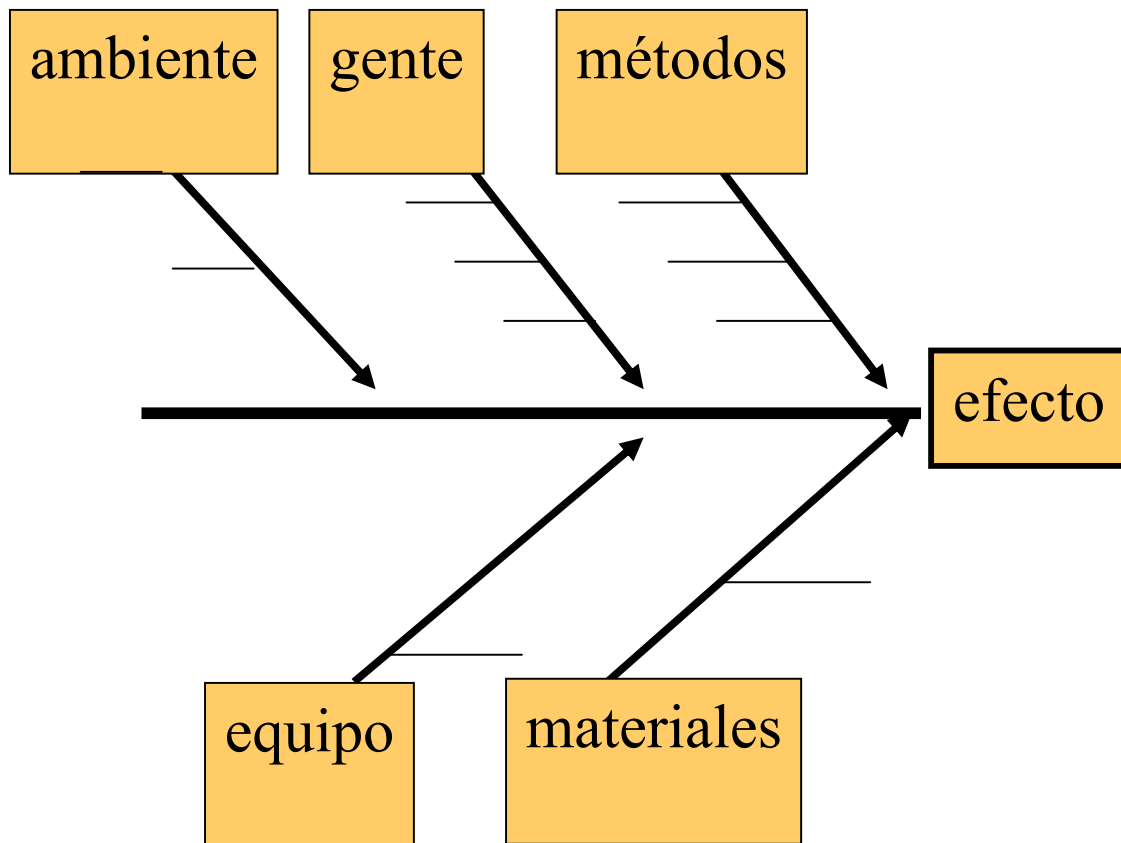 ambiente
gente
métodos
efecto
equipo
materiales